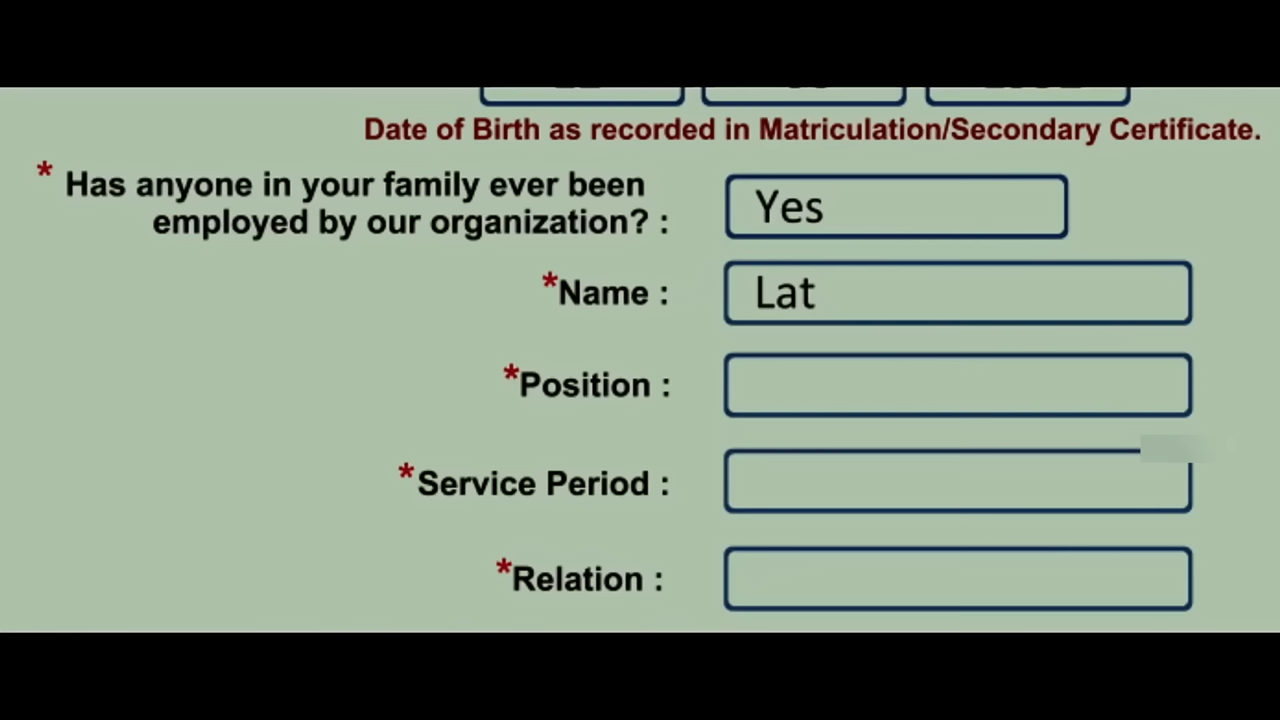 Date of Birth as recorded in Matriculation/Secondary Certificate.
* Has anyone in your family ever been
employed by our organization? : Yes
*Name : Lat
*Position :
*Service Period :
*Relation :